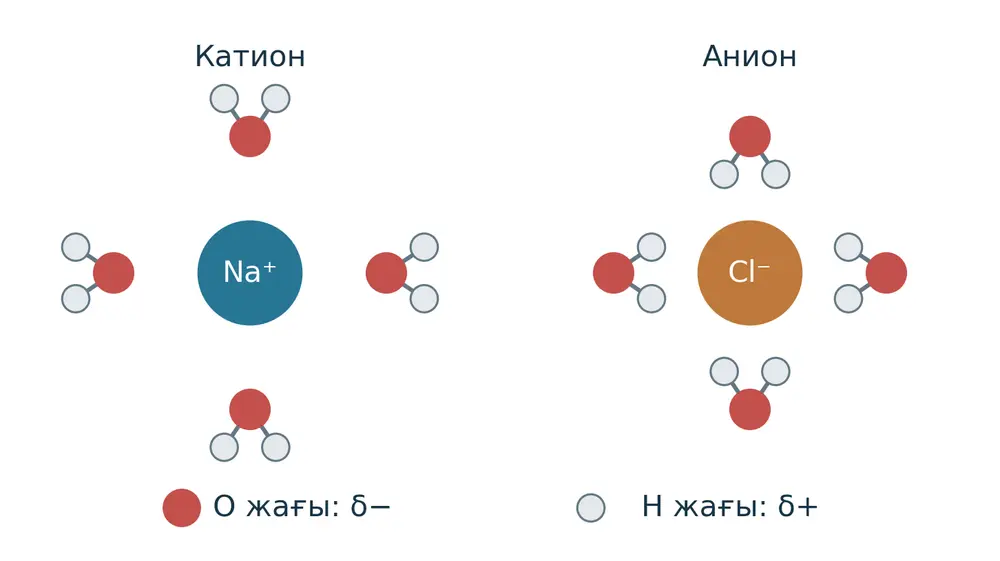 Катион
Анион
Na⁺
Cl⁻
О жағы: δ−
Н жағы: δ+